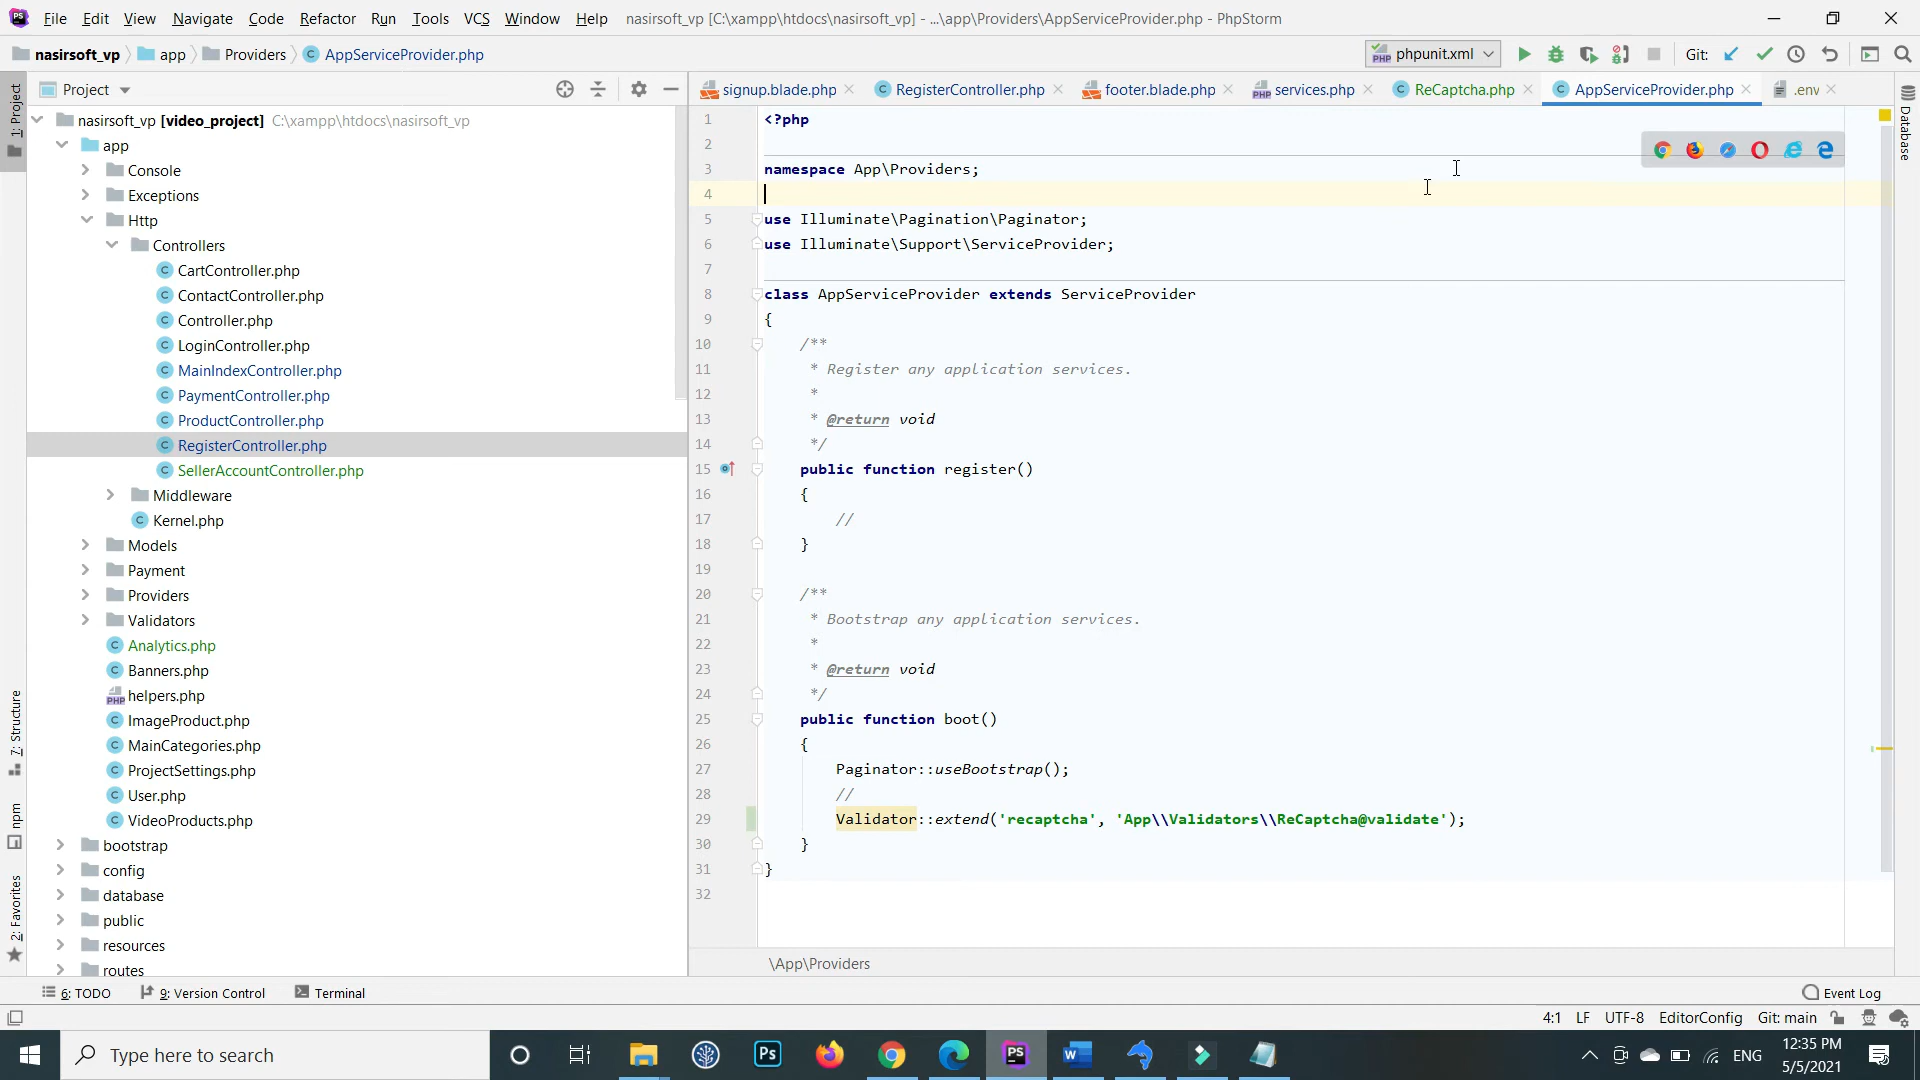 File Edit View Navigate Code Refactor Run Tools VCS Window Help nasirsoft_vp [C:\xampp\htdocs\nasirsoft_vp] - ...\app\Providers\AppServiceProvider.php - PhpStorm
nasirsoft_vp app Providers AppServiceProvider.php phpunit.xml Git:
Project signup.blade.php RegisterController.php footer.blade.php services.php ReCaptcha.php AppServiceProvider.php .env
nasirsoft_vp [video_project] C:\xampp\htdocs\nasirsoft_vp
app
Console
Exceptions
Http
Controllers
CartController.php
ContactController.php
Controller.php
LoginController.php
MainIndexController.php
PaymentController.php
ProductController.php
RegisterController.php
SellerAccountController.php
Middleware
Kernel.php
Models
Payment
Providers
Validators
Analytics.php
Banners.php
helpers.php
ImageProduct.php
MainCategories.php
ProjectSettings.php
User.php
VideoProducts.php
bootstrap
config
database
public
resources
routes
1: Project
7: Structure
npm
2: Favorites
Database
1 <?php
2
3 namespace App\Providers;
4
5 use Illuminate\Pagination\Paginator;
6 use Illuminate\Support\ServiceProvider;
7
8 class AppServiceProvider extends ServiceProvider
9 {
10 /**
11 * Register any application services.
12 *
13 * @return void
14 */
15 public function register()
16 {
17 //
18 }
19
20 /**
21 * Bootstrap any application services.
22 *
23 * @return void
24 */
25 public function boot()
26 {
27 Paginator::useBootstrap();
28 //
29 Validator::extend('recaptcha', 'App\\Validators\\ReCaptcha@validate');
30 }
31 }
32
\App\Providers
6: TODO 9: Version Control Terminal Event Log
4:1 LF UTF-8 EditorConfig Git: main
Type here to search ENG 12:35 PM
5/5/2021